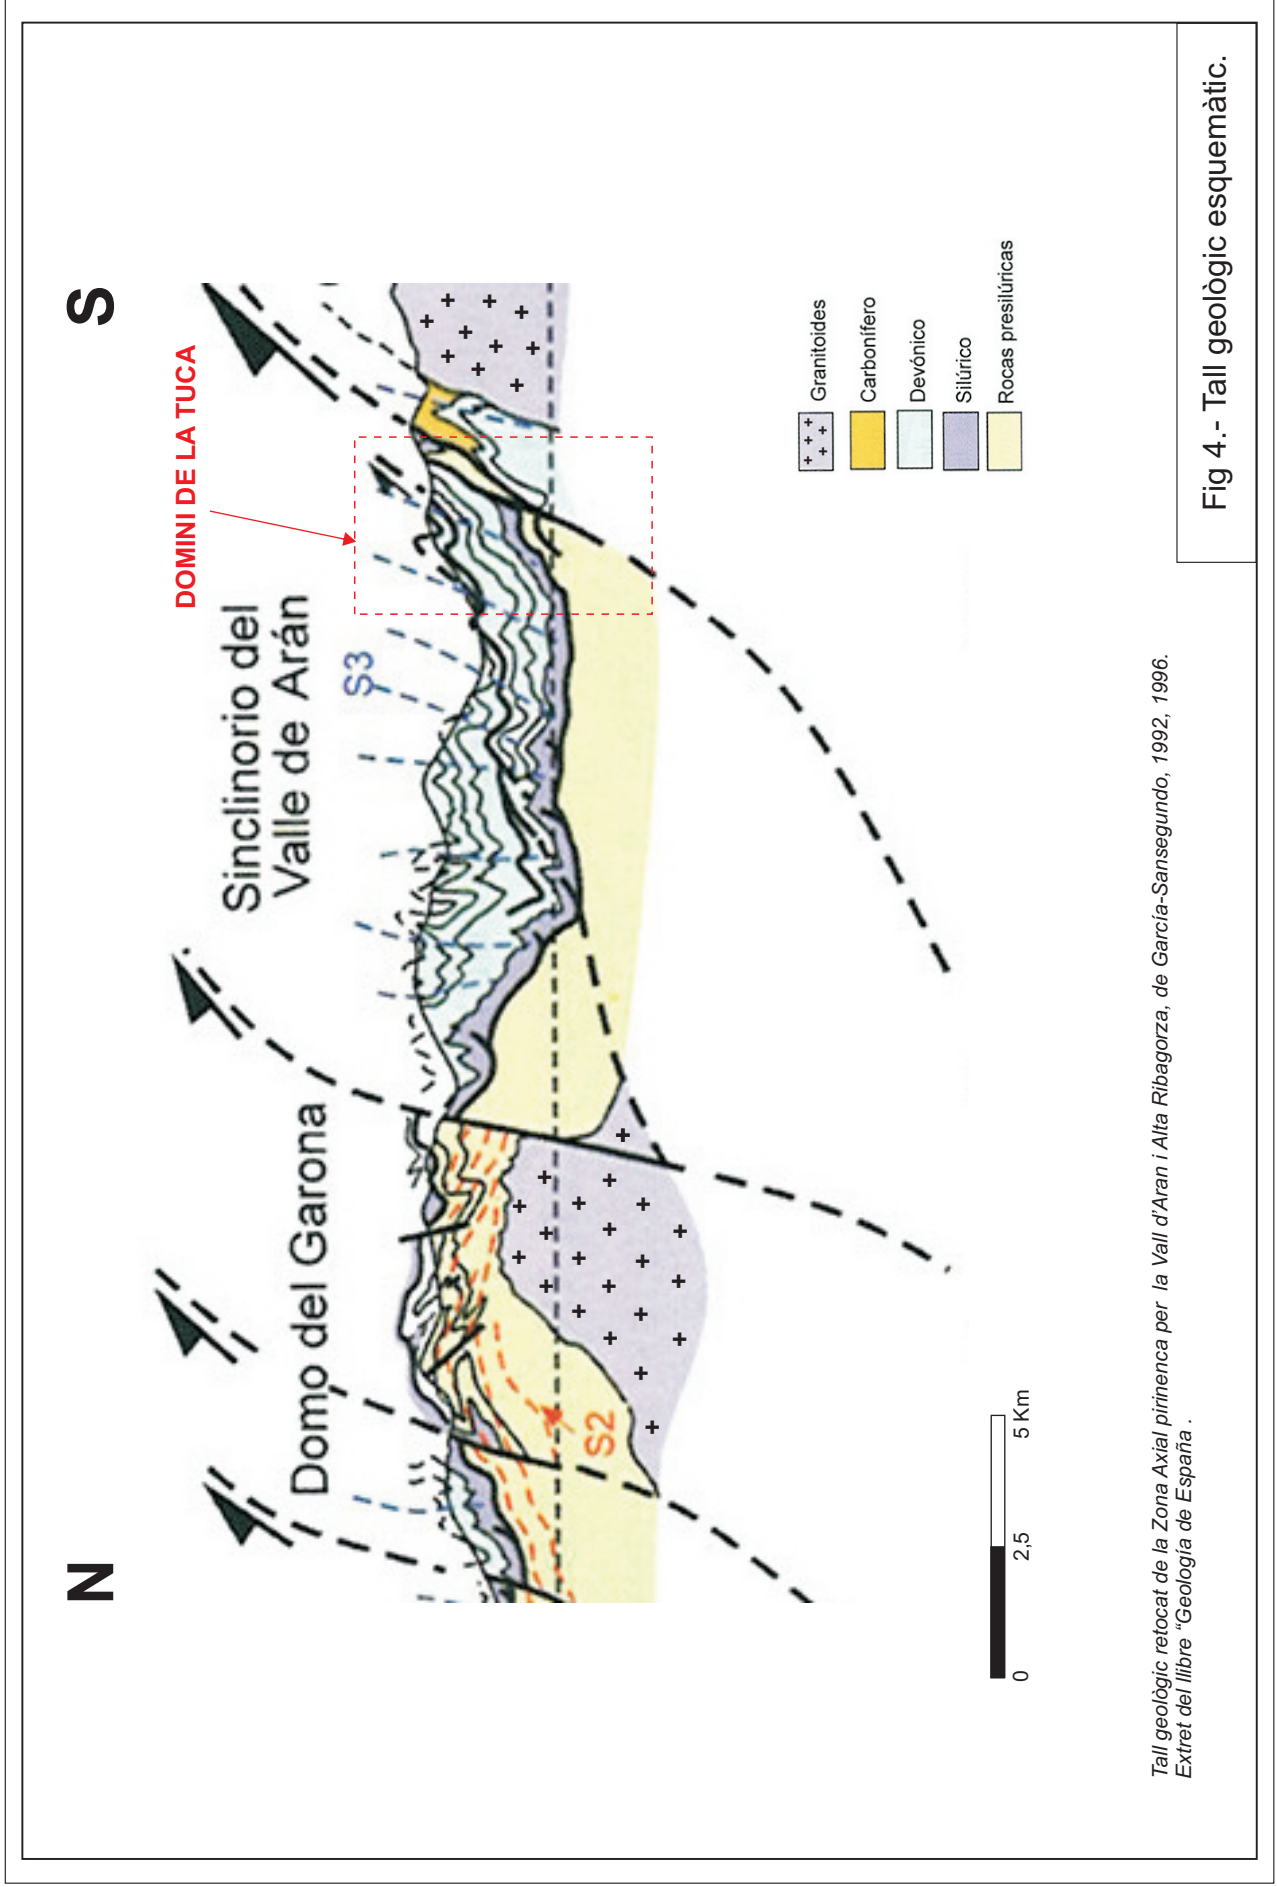 N
S
DOMINI DE LA TUCA
Sinclinorio del
Valle de Arán
Domo del Garona
S3
S2
Granitoides
Carbonífero
Devónico
Silúrico
Rocas presilúricas
0
2,5
5 Km
Tall geològic retocat de la Zona Axial pirinenca per la Vall d'Aran i Alta Ribagorza, de García-Sansegundo, 1992, 1996.
Extret del llibre “Geología de España .
Fig 4.- Tall geològic esquemàtic.